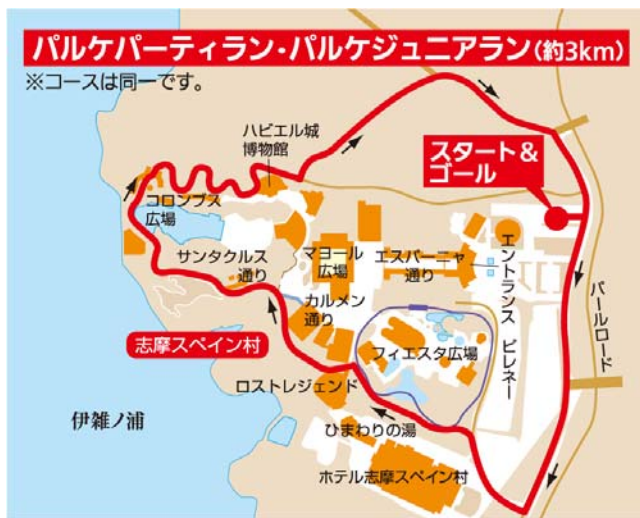 パルケパーティラン・パルケジュニアラン(約3km)
※コースは同一です。
ハビエル城
博物館
スタート&
ゴール
コロンブス
広場
サンタクルス
通り
マヨール
広場
エスパーニャ
通り
エントランス ピレネー
パールロード
カルメン
通り
志摩スペイン村
フィエスタ広場
ロストレジェンド
伊雑ノ浦
ひまわりの湯
ホテル志摩スペイン村